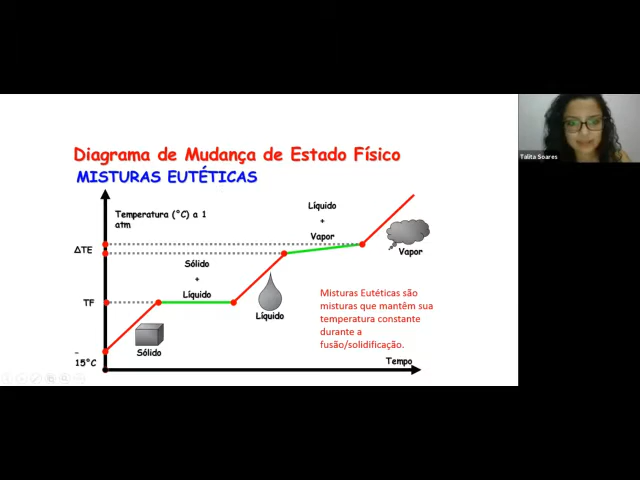 Talita Soares
Diagrama de Mudança de Estado Físico
MISTURAS EUTÉTICAS
Temperatura (°C) a 1
atm
Líquido
+
Vapor
ΔTE
Vapor
Sólido
+
Líquido
TF
Líquido
Misturas Eutéticas são
misturas que mantêm sua
temperatura constante
durante a
fusão/solidificação.
Sólido
-
15°C
Tempo